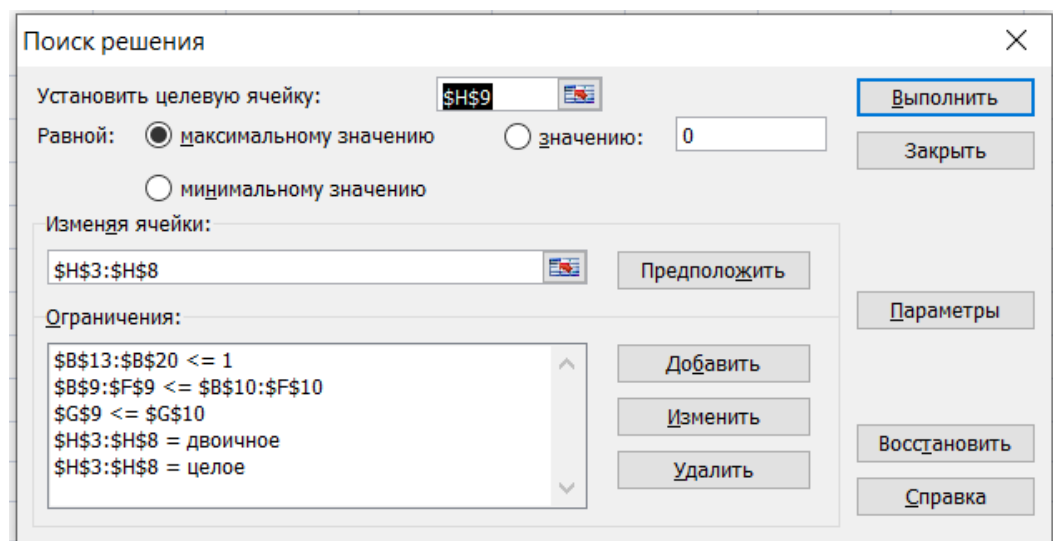 Поиск решения
Установить целевую ячейку: $H$9
Выполнить
Равной: максимальному значению значению: 0
Закрыть
минимальному значению
Изменяя ячейки:
$H$3:$H$8
Предположить
Параметры
Ограничения:
$B$13:$B$20 <= 1
$B$9:$F$9 <= $B$10:$F$10
$G$9 <= $G$10
$H$3:$H$8 = двоичное
$H$3:$H$8 = целое
Добавить
Изменить
Удалить
Восстановить
Справка